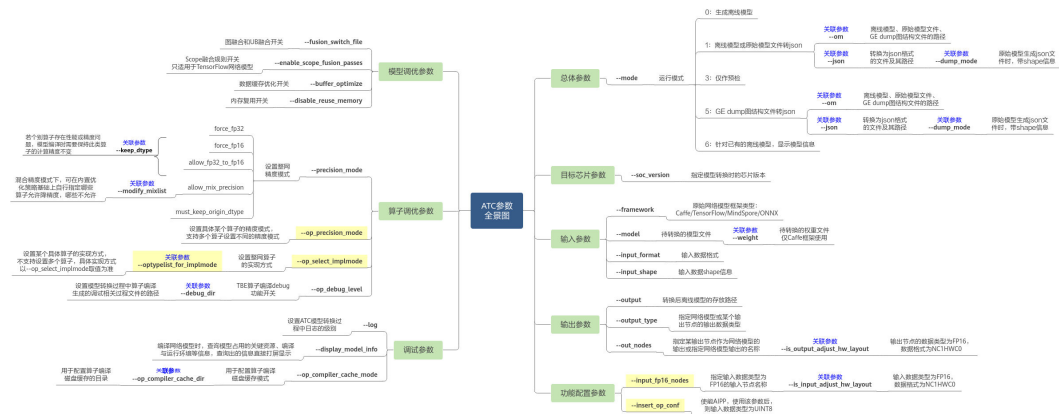 ATC参数
全景图
模型调优参数
图融合和UB融合开关
--fusion_switch_file
Scope融合规则开关
只适用于TensorFlow网络模型
--enable_scope_fusion_passes
数据缓存优化开关
--buffer_optimize
内存复用开关
--disable_reuse_memory
算子调优参数
--precision_mode
设置整网
精度模式
force_fp32
force_fp16
allow_fp32_to_fp16
allow_mix_precision
must_keep_origin_dtype
关联参数
--keep_dtype
若个别算子存在性能或精度问
题，模型编译时需要保持此类算子
的计算精度不变
关联参数
--modify_mixlist
混合精度模式下，可在内置优
化策略基础上自行指定哪些
算子允许降精度，哪些不允许
--op_precision_mode
设置具体某个算子的精度模式，
支持多个算子设置不同的精度模式
--op_select_implmode
设置整网算子
的实现方式
关联参数
--optypelist_for_implmode
设置某个具体算子的实现方式，
不支持设置多个算子，具体实现方式
以--op_select_implmode取值为准
--op_debug_level
TBE算子编译debug
功能开关
关联参数
--debug_dir
设置模型转换过程中算子编译
生成的调试相关过程文件的路径
调试参数
--log
设置ATC模型转换过
程中日志的级别
--display_model_info
编译网络模型时，查询模型占用的关键资源、编译
与运行环境等信息，查询出的信息直接打屏显示
--op_compiler_cache_mode
用于配置算子编译
磁盘缓存模式
关联参数
--op_compiler_cache_dir
用于配置算子编译
磁盘缓存的目录
总体参数
--mode
运行模式
0：生成离线模型
1：离线模型或原始模型文件转json
关联参数
--om
离线模型、原始模型文件，
GE dump图结构文件的路径
关联参数
--json
转换为json格式
的文件及其路径
关联参数
--dump_mode
原始模型生成json文
件时，带shape信息
3：仅作预检
5：GE dump图结构文件转json
关联参数
--om
离线模型、原始模型文件，
GE dump图结构文件的路径
关联参数
--json
转换为json格式
的文件及其路径
关联参数
--dump_mode
原始模型生成json文
件时，带shape信息
6：针对已有的离线模型，显示模型信息
目标芯片参数
--soc_version
指定模型转换时的芯片版本
输入参数
--framework
原始网络模型框架类型：
Caffe/TensorFlow/MindSpore/ONNX
--model
待转换的模型文件
关联参数
--weight
待转换的权重文件
仅Caffe框架使用
--input_format
输入数据格式
--input_shape
输入数据shape信息
输出参数
--output
转换后离线模型的存放路径
--output_type
指定网络模型或某个输
出节点的输出数据类型
--out_nodes
指定某输出节点作为网络模型的
输出或指定网络模型输出的名称
关联参数
--is_output_adjust_hw_layout
输出节点的数据类型为FP16，
数据格式为NC1HWC0
功能配置参数
--input_fp16_nodes
指定输入数据类型为
FP16的输入节点名称
关联参数
--is_input_adjust_hw_layout
输入数据类型为FP16，
数据格式为NC1HWC0
--insert_op_conf
使能AIPP，使用该参数后，
则输入数据类型为UINT8